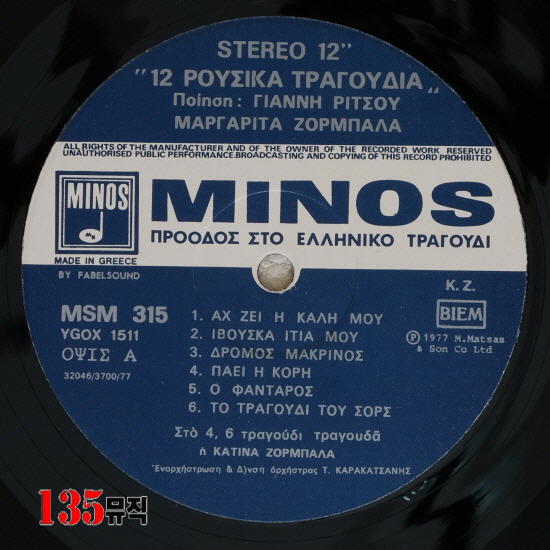 STEREO 12"
"12 ΡΟΥΣΙΚΑ ΤΡΑΓΟΥΔΙΑ"
Ποίηση : ΓΙΑΝΝΗ ΡΙΤΣΟΥ
ΜΑΡΓΑΡΙΤΑ ΖΟΡΜΠΑΛΑ
ALL RIGHTS OF THE MANUFACTURER AND OF THE OWNER OF THE RECORDED WORK RESERVED
UNAUTHORISED PUBLIC PERFORMANCE.BROADCASTING AND COPYING OF THIS RECORD PROHIBITED
MINOS
MINOS
ΠΡΟΟΔΟΣ ΣΤΟ ΕΛΛΗΝΙΚΟ ΤΡΑΓΟΥΔΙ
MADE IN GREECE
BY FABELSOUND
K. Z.
MSM 315
YGOX 1511
ΟΨΙΣ Α
32046/3700/77
BIEM
Ⓟ 1977 M.Matsas
& Son Co Ltd
1. ΑΧ ΖΕΙ Η ΚΑΛΗ ΜΟΥ
2. ΙΒΟΥΣΚΑ ΙΤΙΑ ΜΟΥ
3. ΔΡΟΜΟΣ ΜΑΚΡΙΝΟΣ
4. ΠΑΕΙ Η ΚΟΡΗ
5. Ο ΦΑΝΤΑΡΟΣ
6. ΤΟ ΤΡΑΓΟΥΔΙ ΤΟΥ ΣΟΡΣ
Στὸ 4, 6 τραγούδι τραγουδᾶ
ἡ ΚΑΤΙΝΑ ΖΟΡΜΠΑΛΑ
Ἐνορχήστρωση & Δ)νση ὀρχήστρας Τ. ΚΑΡΑΚΑΤΣΑΝΗΣ
135뮤직